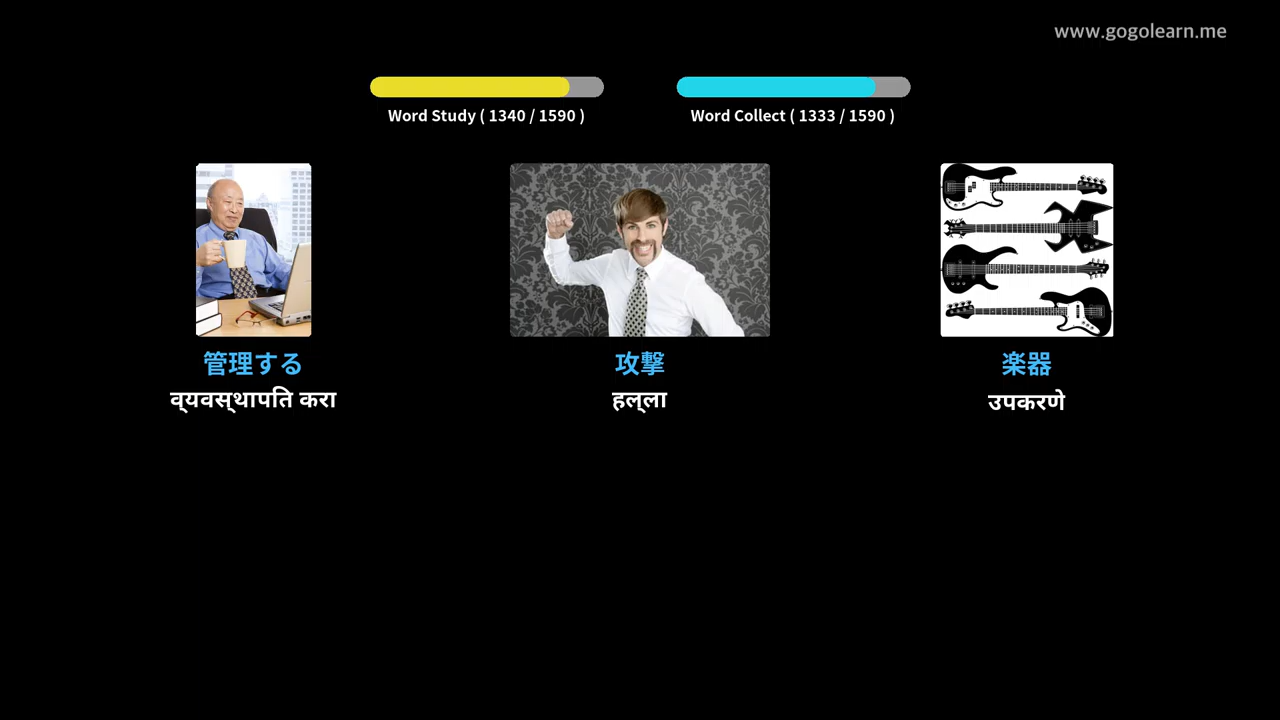 www.gogolearn.me
Word Study ( 1340 / 1590 )
Word Collect ( 1333 / 1590 )
管理する
攻撃
楽器
व्यवस्थापति करा
हल्ला
उपकरणे